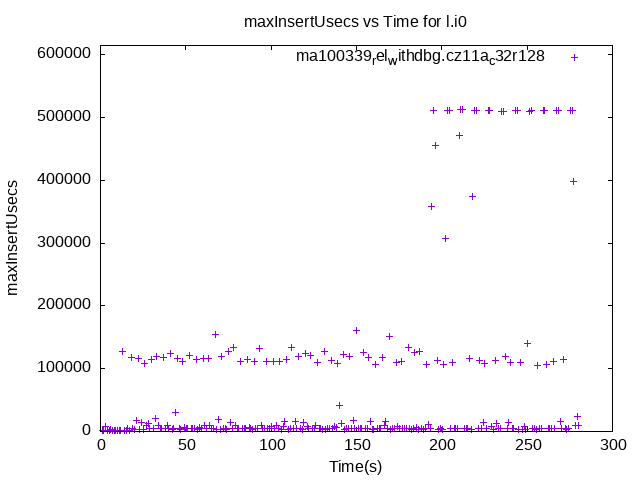 maxInsertUsecs vs Time for l.i0
ma100339relwithdbg.cz11ac32r128
600000
500000
400000
300000
200000
100000
0
maxInsertUsecs
0 50 100 150 200 250 300
Time(s)